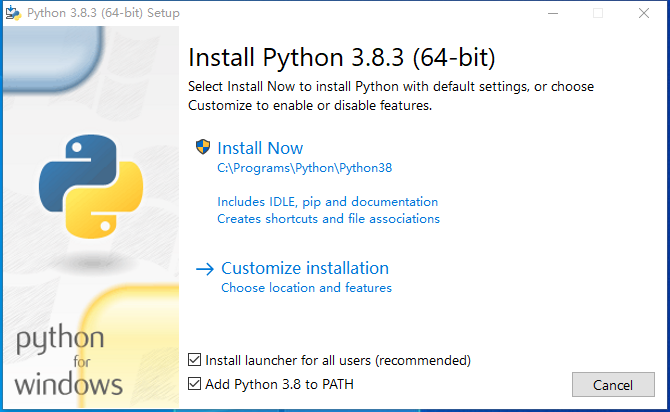 Python 3.8.3 (64-bit) Setup
Install Python 3.8.3 (64-bit)
Select Install Now to install Python with default settings, or choose
Customize to enable or disable features.
Install Now
C:\Programs\Python\Python38
Includes IDLE, pip and documentation
Creates shortcuts and file associations
Customize installation
Choose location and features
python
for
windows
Install launcher for all users (recommended)
Add Python 3.8 to PATH
Cancel